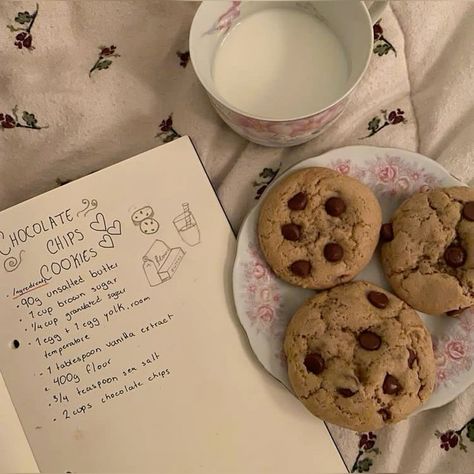 CHOCOLATE
CHIPS
COOKIES
Ingredients
90g unsalted butter
1 cup brown sugar
1/4 cup granulated sugar
1 egg + 1 egg yolk, room
temperature
1 tablespoon vanilla extract
400g floor
3/4 teaspoon sea salt
2 cups chocolate chips